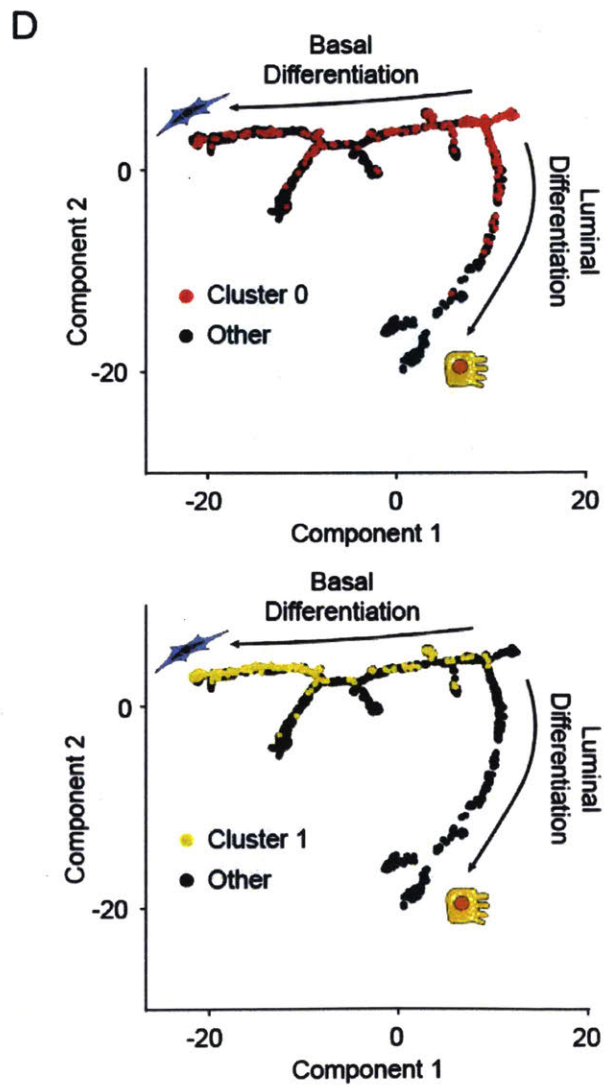 D
Basal
Differentiation
0
-20
Component 2
Luminal
Differentiation
Cluster 0
Other
-20
0
20
Component 1
Basal
Differentiation
0
-20
Component 2
Luminal
Differentiation
Cluster 1
Other
-20
0
20
Component 1